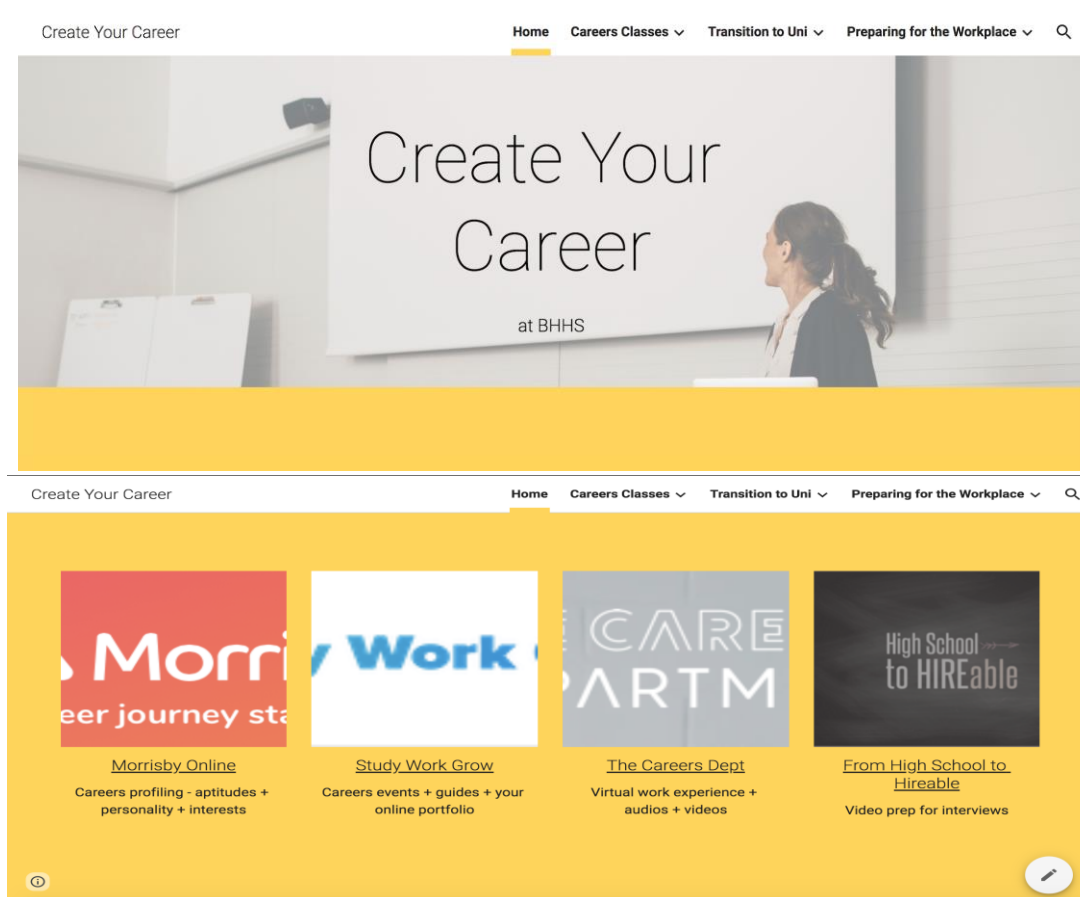 Create Your Career
Home Careers Classes Transition to Uni Preparing for the Workplace
Create Your
Career
at BHHS
Create Your Career
Home Careers Classes Transition to Uni Preparing for the Workplace
Morri
eer journey sta
y Work
E CARE
PARTM
High School
to HIREable
Morrisby Online
Careers profiling - aptitudes +
personality + interests
Study Work Grow
Careers events + guides + your
online portfolio
The Careers Dept
Virtual work experience +
audios + videos
From High School to
Hireable
Video prep for interviews